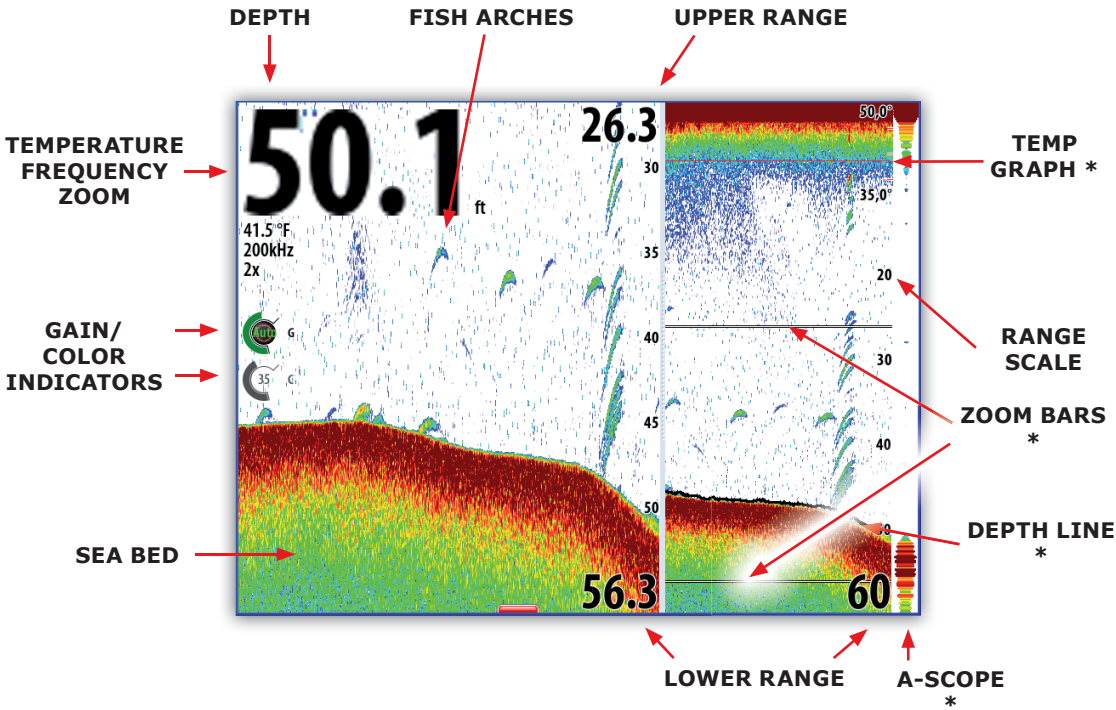 DEPTH
FISH ARCHES
UPPER RANGE
TEMPERATURE
FREQUENCY
ZOOM
GAIN/
COLOR
INDICATORS
SEA BED
50.1
ft
41.5 °F
200kHz
2x
Auto G
35 C
26.3
30
35
40
45
50
56.3
50,0°
35,0°
20
30
40
60
TEMP
GRAPH *
RANGE
SCALE
ZOOM BARS
*
DEPTH LINE
*
LOWER RANGE
A-SCOPE
*